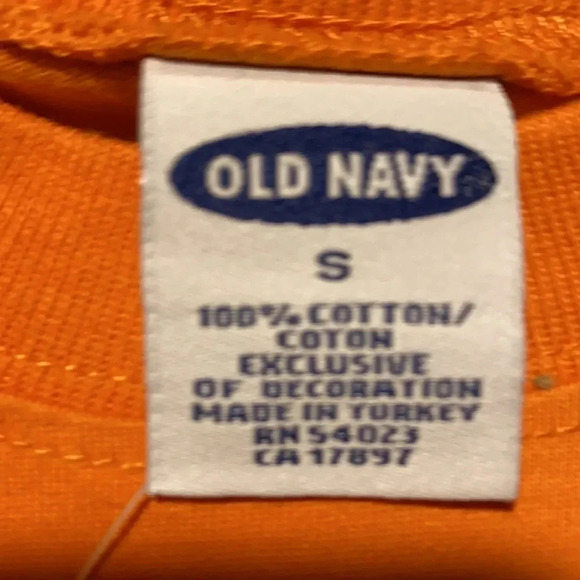 OLD NAVY
S
100% COTTON/
COTON
EXCLUSIVE
OF DECORATION
MADE IN TURKEY
RN 54023
CA 17897